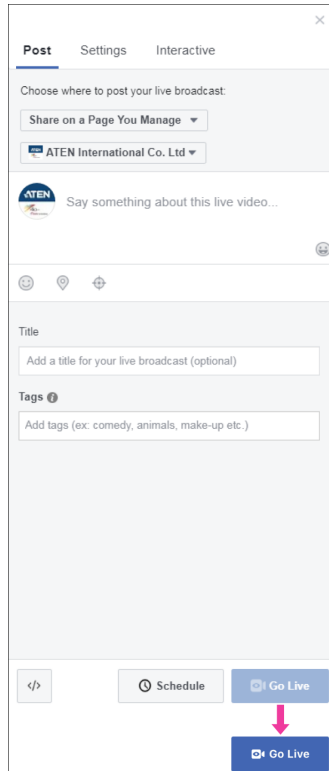 Post Settings Interactive
Choose where to post your live broadcast:
Share on a Page You Manage
ATEN International Co. Ltd
ATEN
Say something about this live video...
Title
Add a title for your live broadcast (optional)
Tags
Add tags (ex: comedy, animals, make-up etc.)
</> Schedule Go Live
Go Live